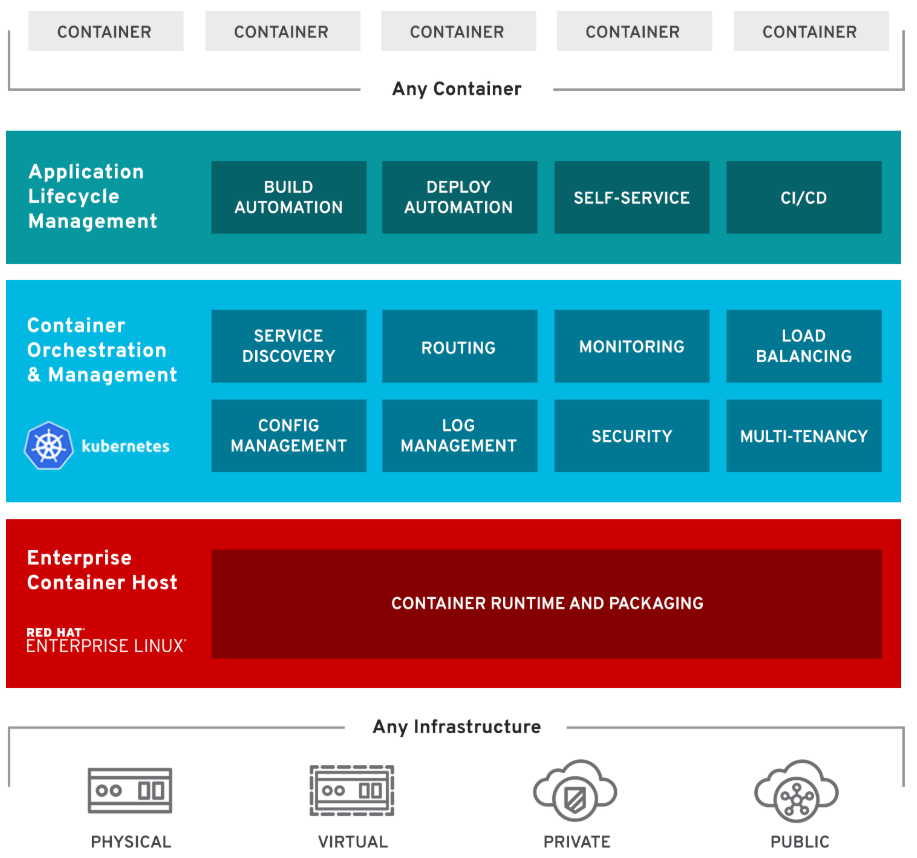 CONTAINER
CONTAINER
CONTAINER
CONTAINER
CONTAINER
Any Container
Application
Lifecycle
Management
BUILD
AUTOMATION
DEPLOY
AUTOMATION
SELF-SERVICE
CI/CD
Container
Orchestration
& Management
kubernetes
SERVICE
DISCOVERY
ROUTING
MONITORING
LOAD
BALANCING
CONFIG
MANAGEMENT
LOG
MANAGEMENT
SECURITY
MULTI-TENANCY
Enterprise
Container Host
RED HAT
ENTERPRISE LINUX
CONTAINER RUNTIME AND PACKAGING
Any Infrastructure
PHYSICAL
VIRTUAL
PRIVATE
PUBLIC